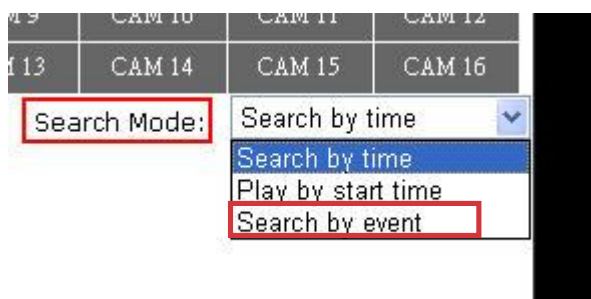 CAM 10 CAM 11 CAM 12
13 CAM 14 CAM 15 CAM 16
Search Mode: Search by time
Search by time
Play by start time
Search by event